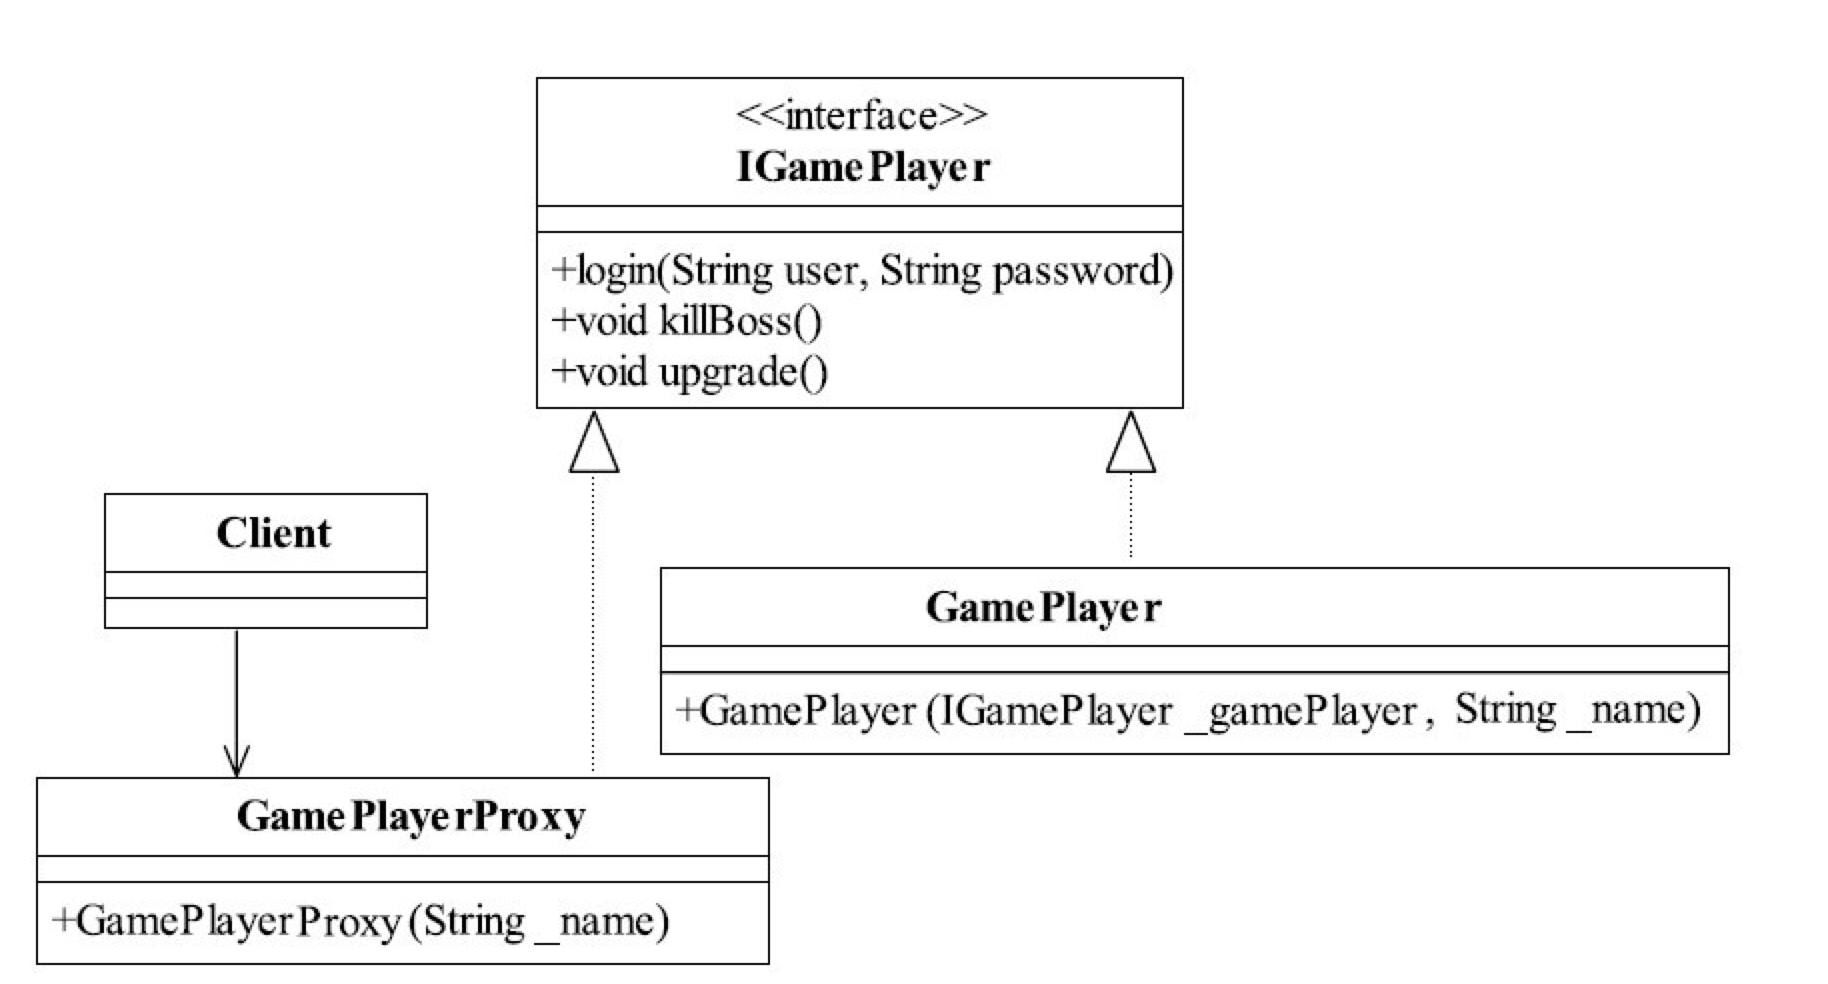 <<interface>>
IGamePlayer
+login(String user, String password)
+void killBoss()
+void upgrade()
Client
GamePlayer
+GamePlayer(IGamePlayer _gamePlayer, String _name)
GamePlayerProxy
+GamePlayerProxy(String _name)